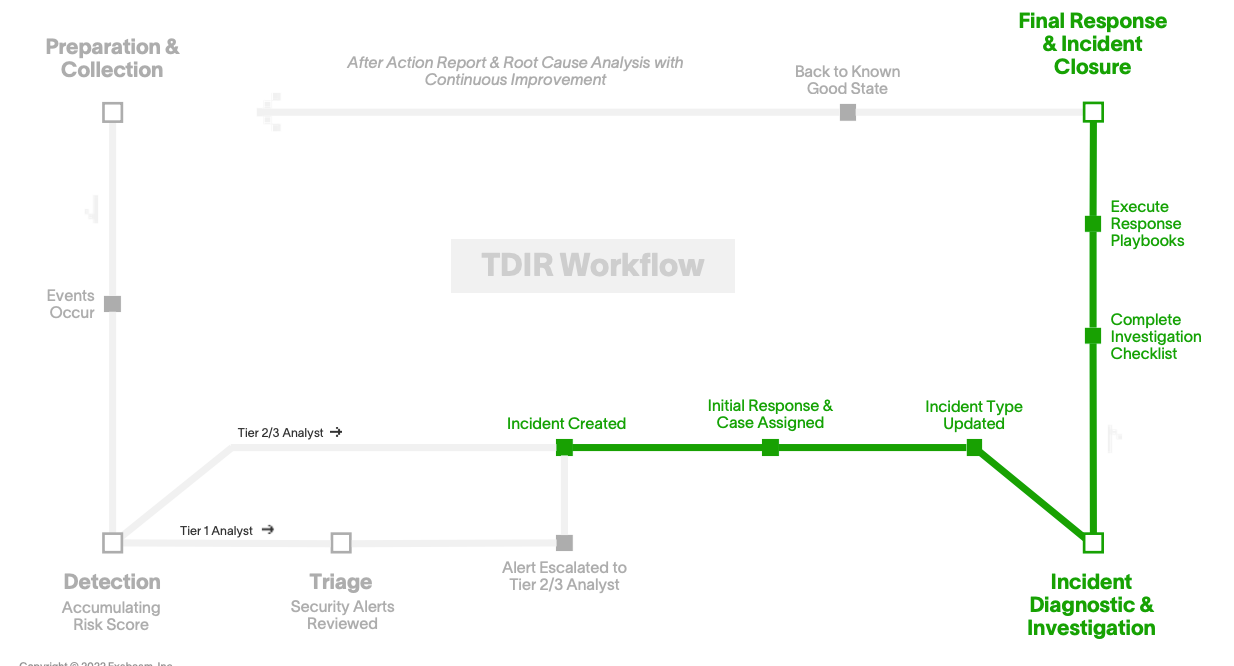 Preparation &
Collection
After Action Report & Root Cause Analysis with
Continuous Improvement
Back to Known
Good State
Final Response
& Incident
Closure
Execute
Response
Playbooks
TDIR Workflow
Events
Occur
Complete
Investigation
Checklist
Tier 2/3 Analyst →
Incident Created
Initial Response &
Case Assigned
Incident Type
Updated
Tier 1 Analyst →
Detection
Accumulating
Risk Score
Triage
Security Alerts
Reviewed
Alert Escalated to
Tier 2/3 Analyst
Incident
Diagnostic &
Investigation
Copyright © 2022 Exabeam, Inc